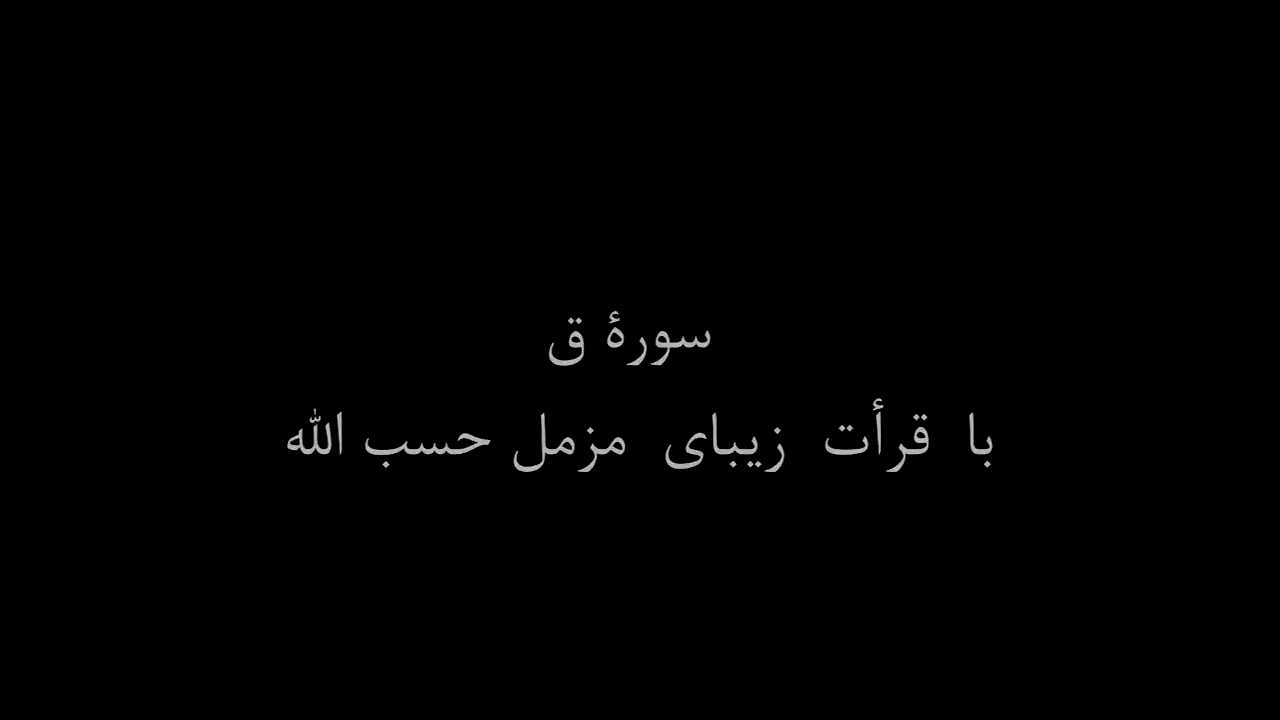 سورۀ ق
با قرأت زیبای مزمل حسب الله